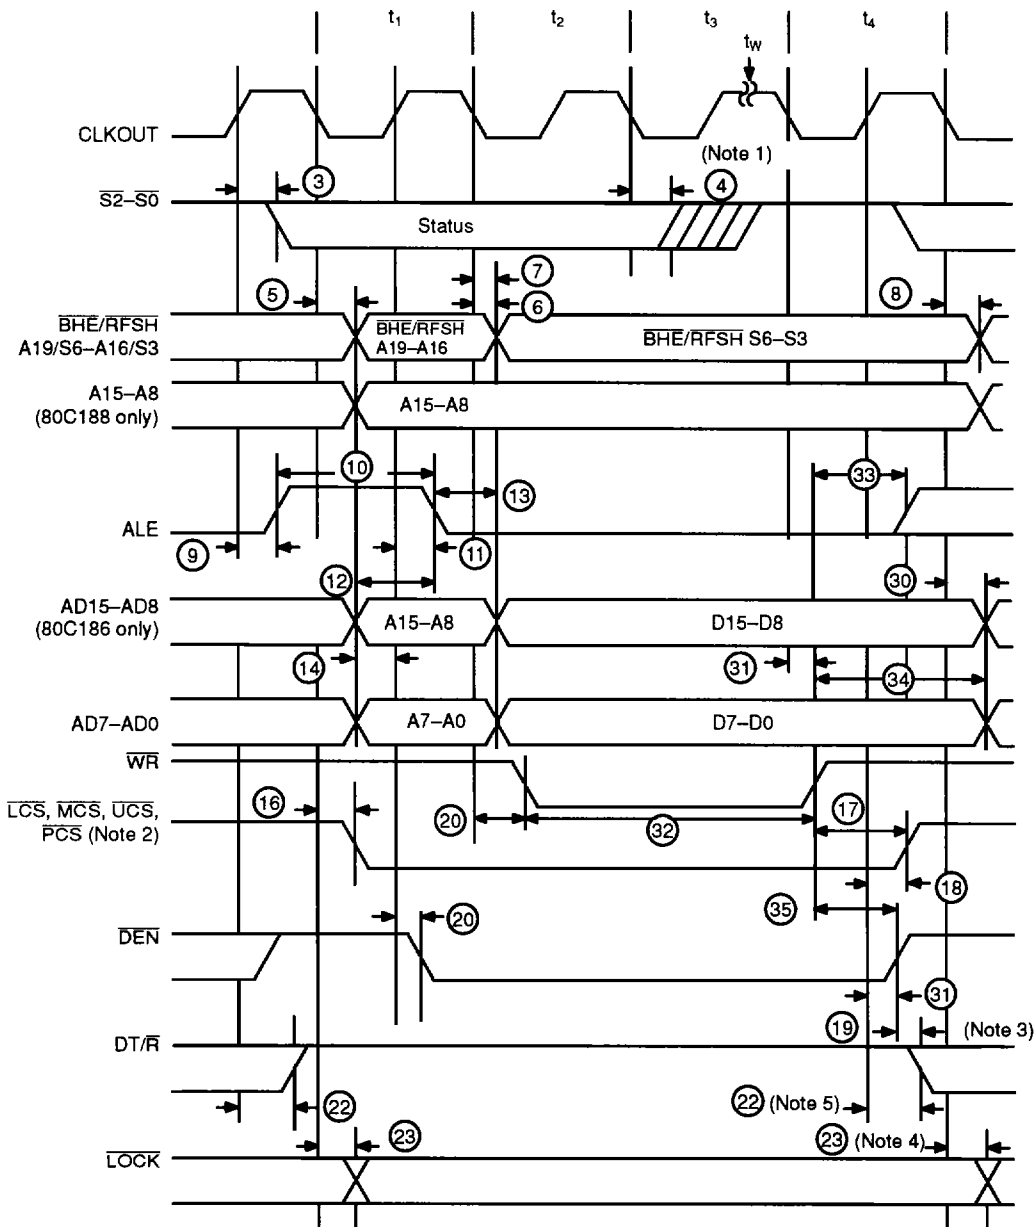 t1 t2 t3 t4
tW
CLKOUT
(Note 1)
3 4
S2–S0
Status
7
5 6 8
BHE/RFSH
A19/S6–A16/S3
BHE/RFSH
A19–A16
BHE/RFSH S6–S3
A15–A8
(80C188 only)
A15–A8
10 33
13
ALE
9 11
12 30
AD15–AD8
(80C186 only)
A15–A8 D15–D8
14 31 34
AD7–AD0 A7–A0 D7–D0
WR
LCS, MCS, UCS,
PCS (Note 2)
16 20 32 17
18
20 35
DEN
31
19 (Note 3)
DT/R
22 22 (Note 5)
23 23 (Note 4)
LOCK